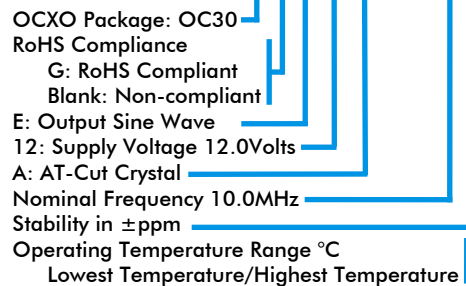 OCXO Package: OC30
RoHS Compliance
G: RoHS Compliant
Blank: Non-compliant
E: Output Sine Wave
12: Supply Voltage 12.0Volts
A: AT-Cut Crystal
Nominal Frequency 10.0MHz
Stability in ±ppm
Operating Temperature Range °C
Lowest Temperature/Highest Temperature